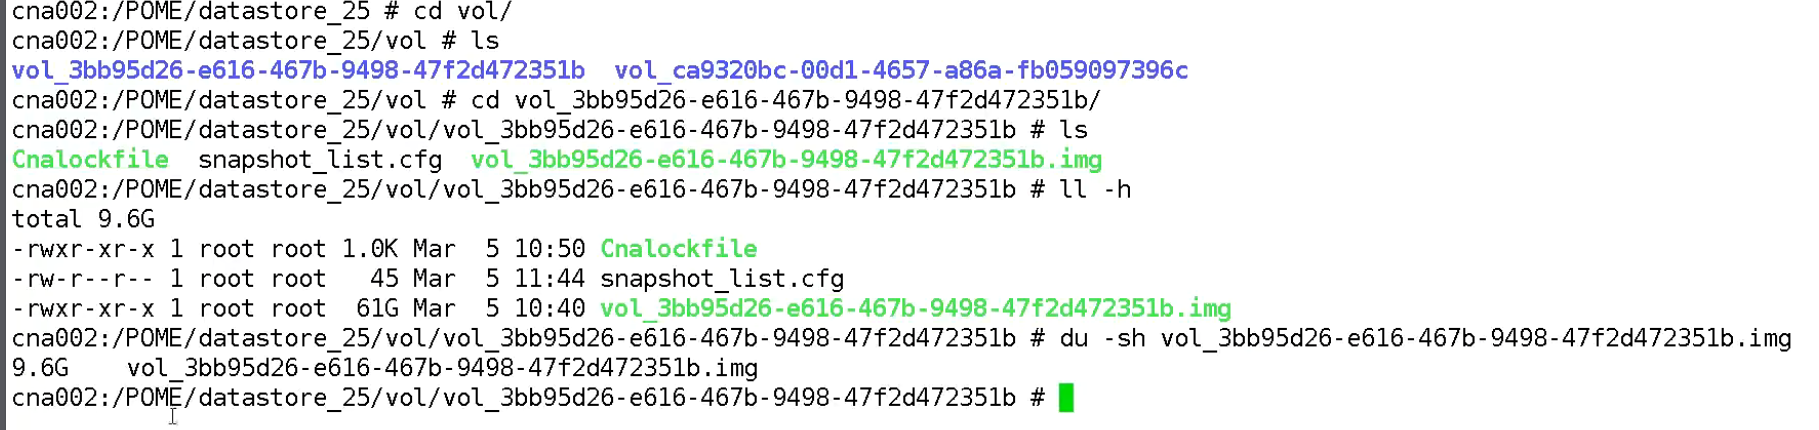 cna002:/POME/datastore_25 # cd vol/
cna002:/POME/datastore_25/vol # ls
vol_3bb95d26-e616-467b-9498-47f2d472351b  vol_ca9320bc-00d1-4657-a86a-fb059097396c
cna002:/POME/datastore_25/vol # cd vol_3bb95d26-e616-467b-9498-47f2d472351b/
cna002:/POME/datastore_25/vol/vol_3bb95d26-e616-467b-9498-47f2d472351b # ls
Cnalockfile  snapshot_list.cfg  vol_3bb95d26-e616-467b-9498-47f2d472351b.img
cna002:/POME/datastore_25/vol/vol_3bb95d26-e616-467b-9498-47f2d472351b # ll -h
total 9.6G
-rwxr-xr-x 1 root root 1.0K Mar  5 10:50 Cnalockfile
-rw-r--r-- 1 root root   45 Mar  5 11:44 snapshot_list.cfg
-rwxr-xr-x 1 root root  61G Mar  5 10:40 vol_3bb95d26-e616-467b-9498-47f2d472351b.img
cna002:/POME/datastore_25/vol/vol_3bb95d26-e616-467b-9498-47f2d472351b # du -sh vol_3bb95d26-e616-467b-9498-47f2d472351b.img
9.6G    vol_3bb95d26-e616-467b-9498-47f2d472351b.img
cna002:/POME/datastore_25/vol/vol_3bb95d26-e616-467b-9498-47f2d472351b #